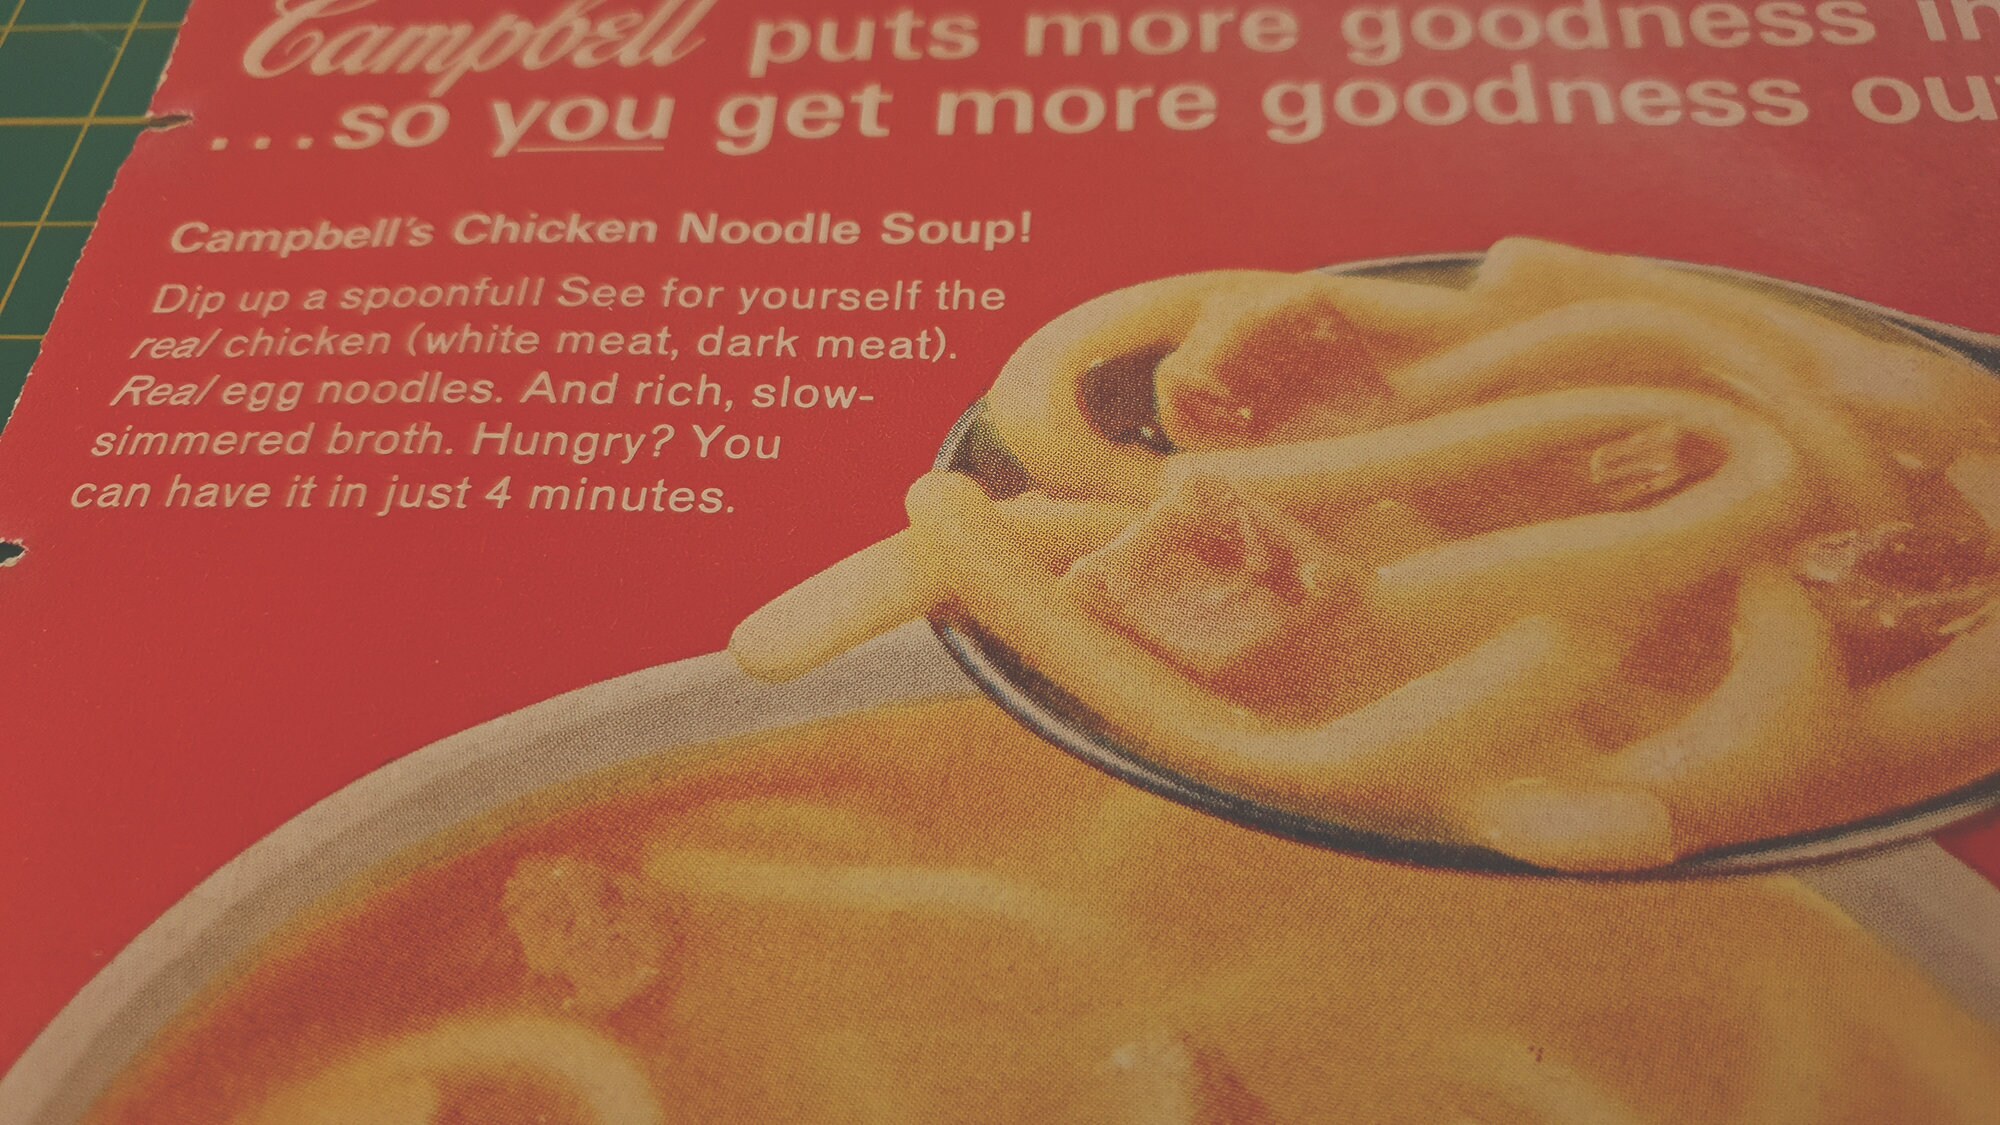 Campbell puts more goodness in
...so you get more goodness out
Campbell's Chicken Noodle Soup!
Dip up a spoonful! See for yourself the
real chicken (white meat, dark meat).
Real egg noodles. And rich, slow-
simmered broth. Hungry? You
can have it in just 4 minutes.